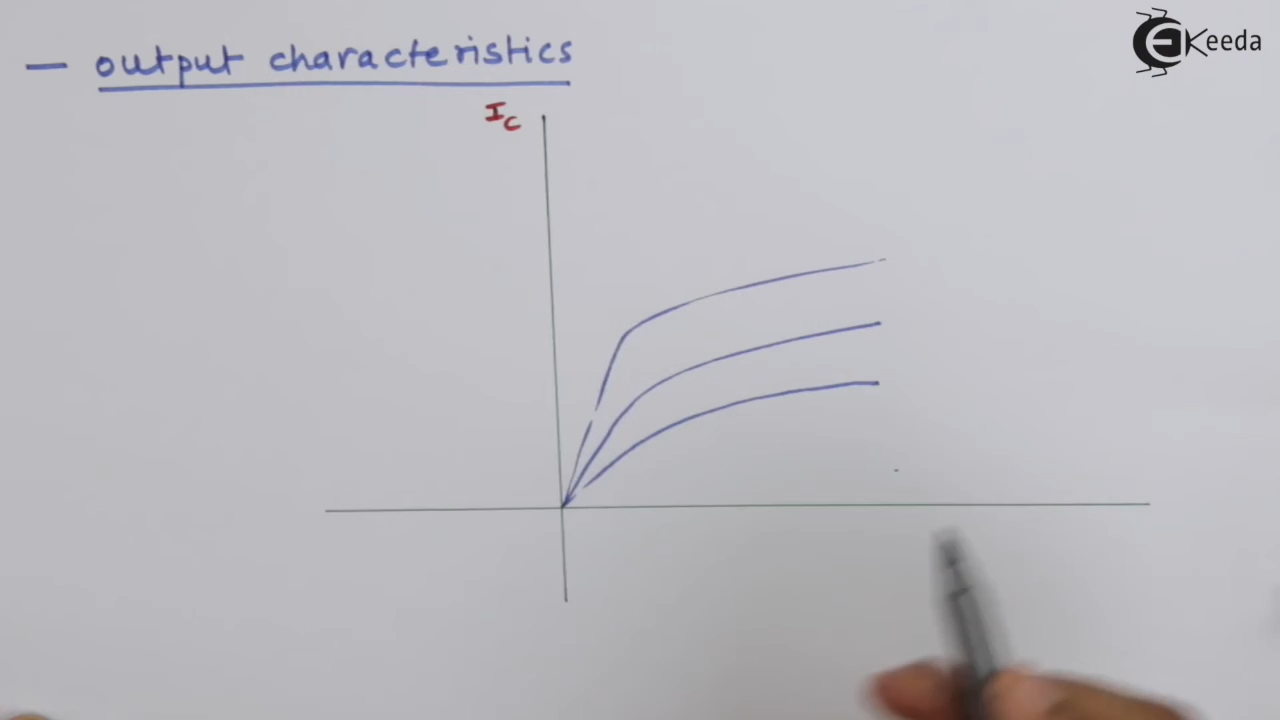 — output characteristics
Ic
EKeeda